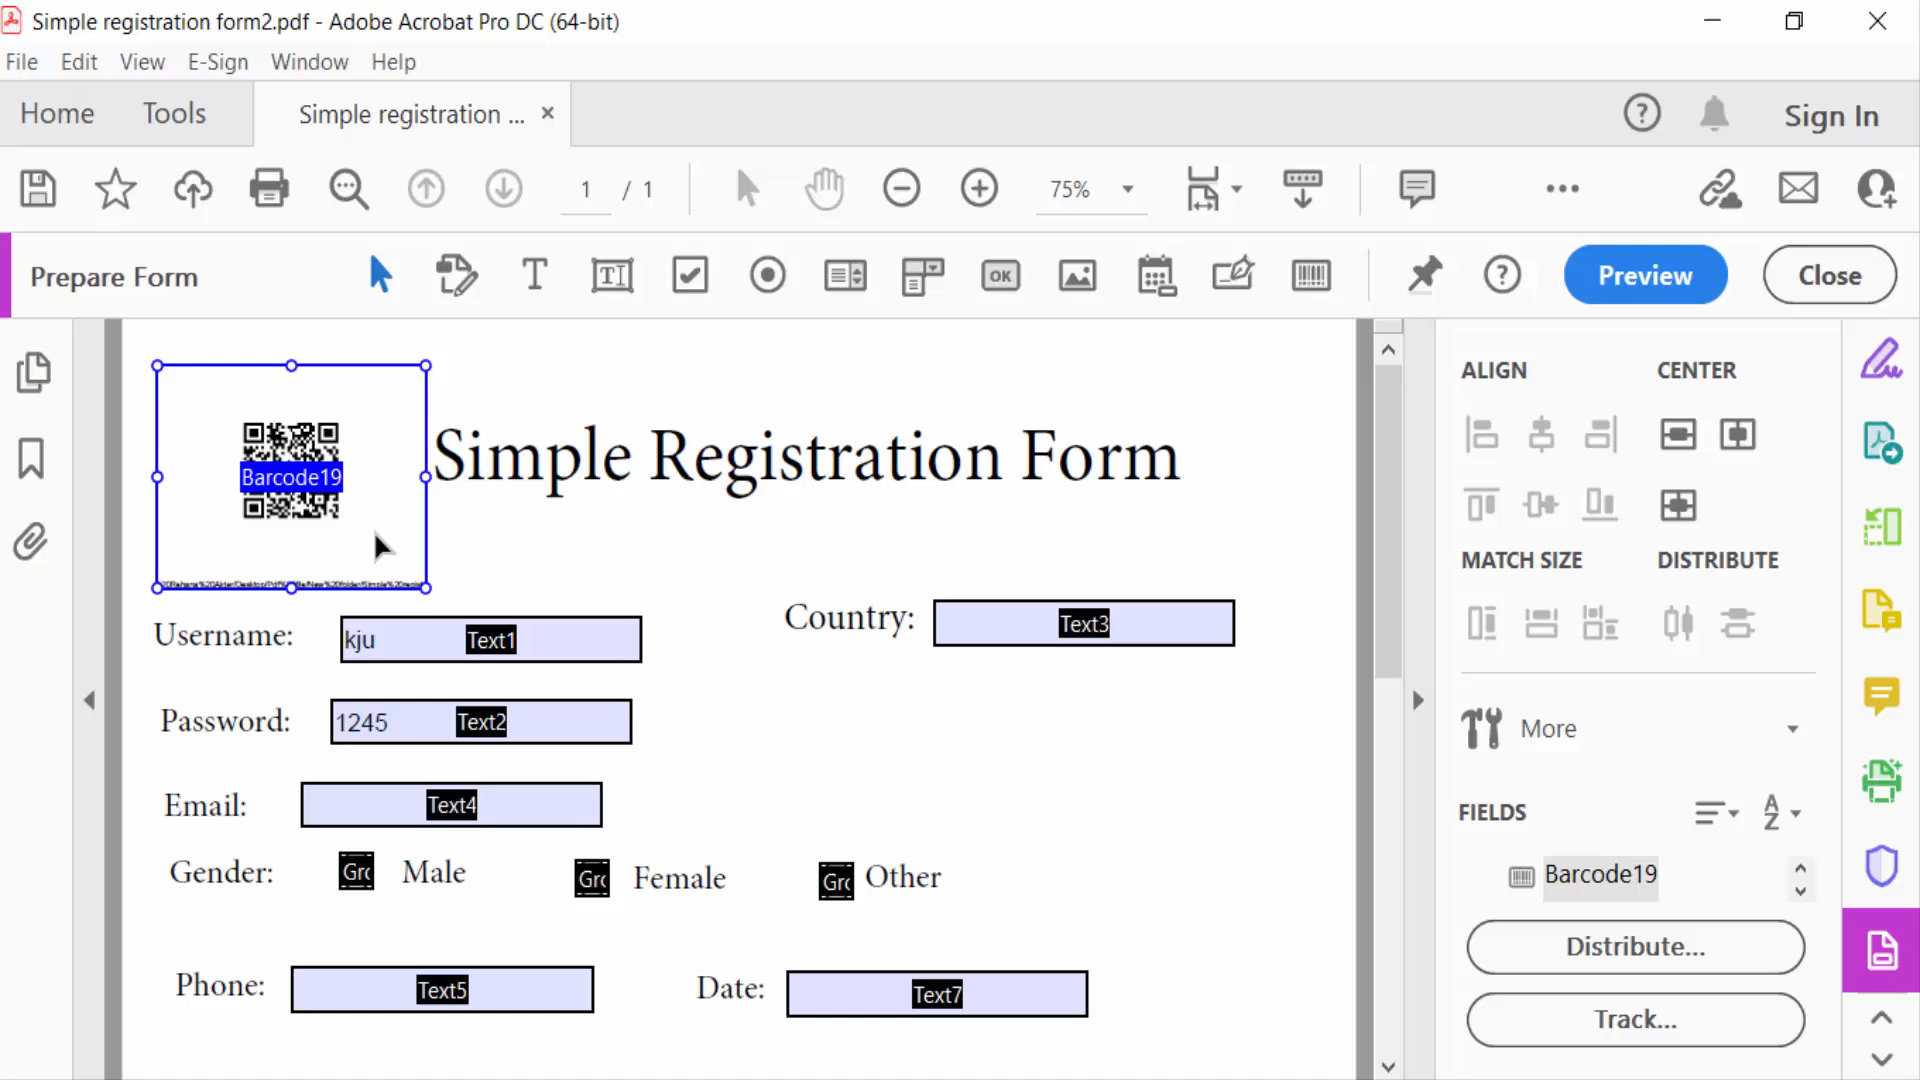 Simple registration form2.pdf - Adobe Acrobat Pro DC (64-bit)
File Edit View E-Sign Window Help
Home Tools Simple registration ... × Sign In
1 / 1 75%
Prepare Form OK Preview Close
Barcode19
Simple Registration Form
Username: kju Text1
Country: Text3
Password: 1245 Text2
Email: Text4
Gender: Grc Male Grc Female Grc Other
Phone: Text5 Date: Text7
ALIGN CENTER
MATCH SIZE DISTRIBUTE
More
FIELDS
Barcode19
Distribute...
Track...